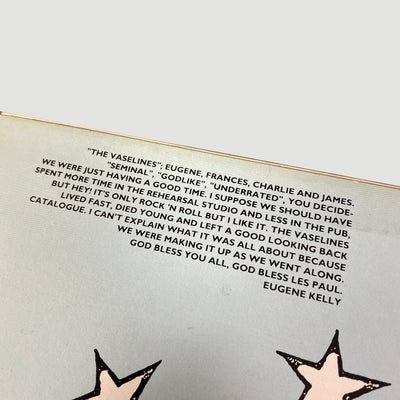 "THE VASELINES"; EUGENE, FRANCES, CHARLIE AND JAMES.
"SEMINAL", "GODLIKE", "UNDERRATED", YOU DECIDE-
WE WERE JUST HAVING A GOOD TIME. I SUPPOSE WE SHOULD HAVE
SPENT MORE TIME IN THE REHEARSAL STUDIO AND LESS IN THE PUB,
BUT HEY! IT'S ONLY ROCK 'N ROLL BUT I LIKE IT. THE VASELINES
LIVED FAST, DIED YOUNG AND LEFT A GOOD LOOKING BACK
CATALOGUE. I CAN'T EXPLAIN WHAT IT WAS ALL ABOUT BECAUSE
WE WERE MAKING IT UP AS WE WENT ALONG.
GOD BLESS YOU ALL, GOD BLESS LES PAUL.
EUGENE KELLY